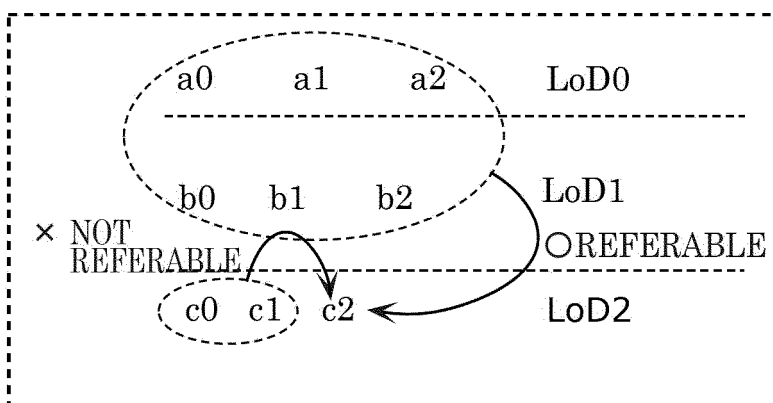 a0 a1 a2 LoD0
b0 b1 b2 LoD1
× NOT
REFERABLE
○REFERABLE
c0 c1 c2 LoD2